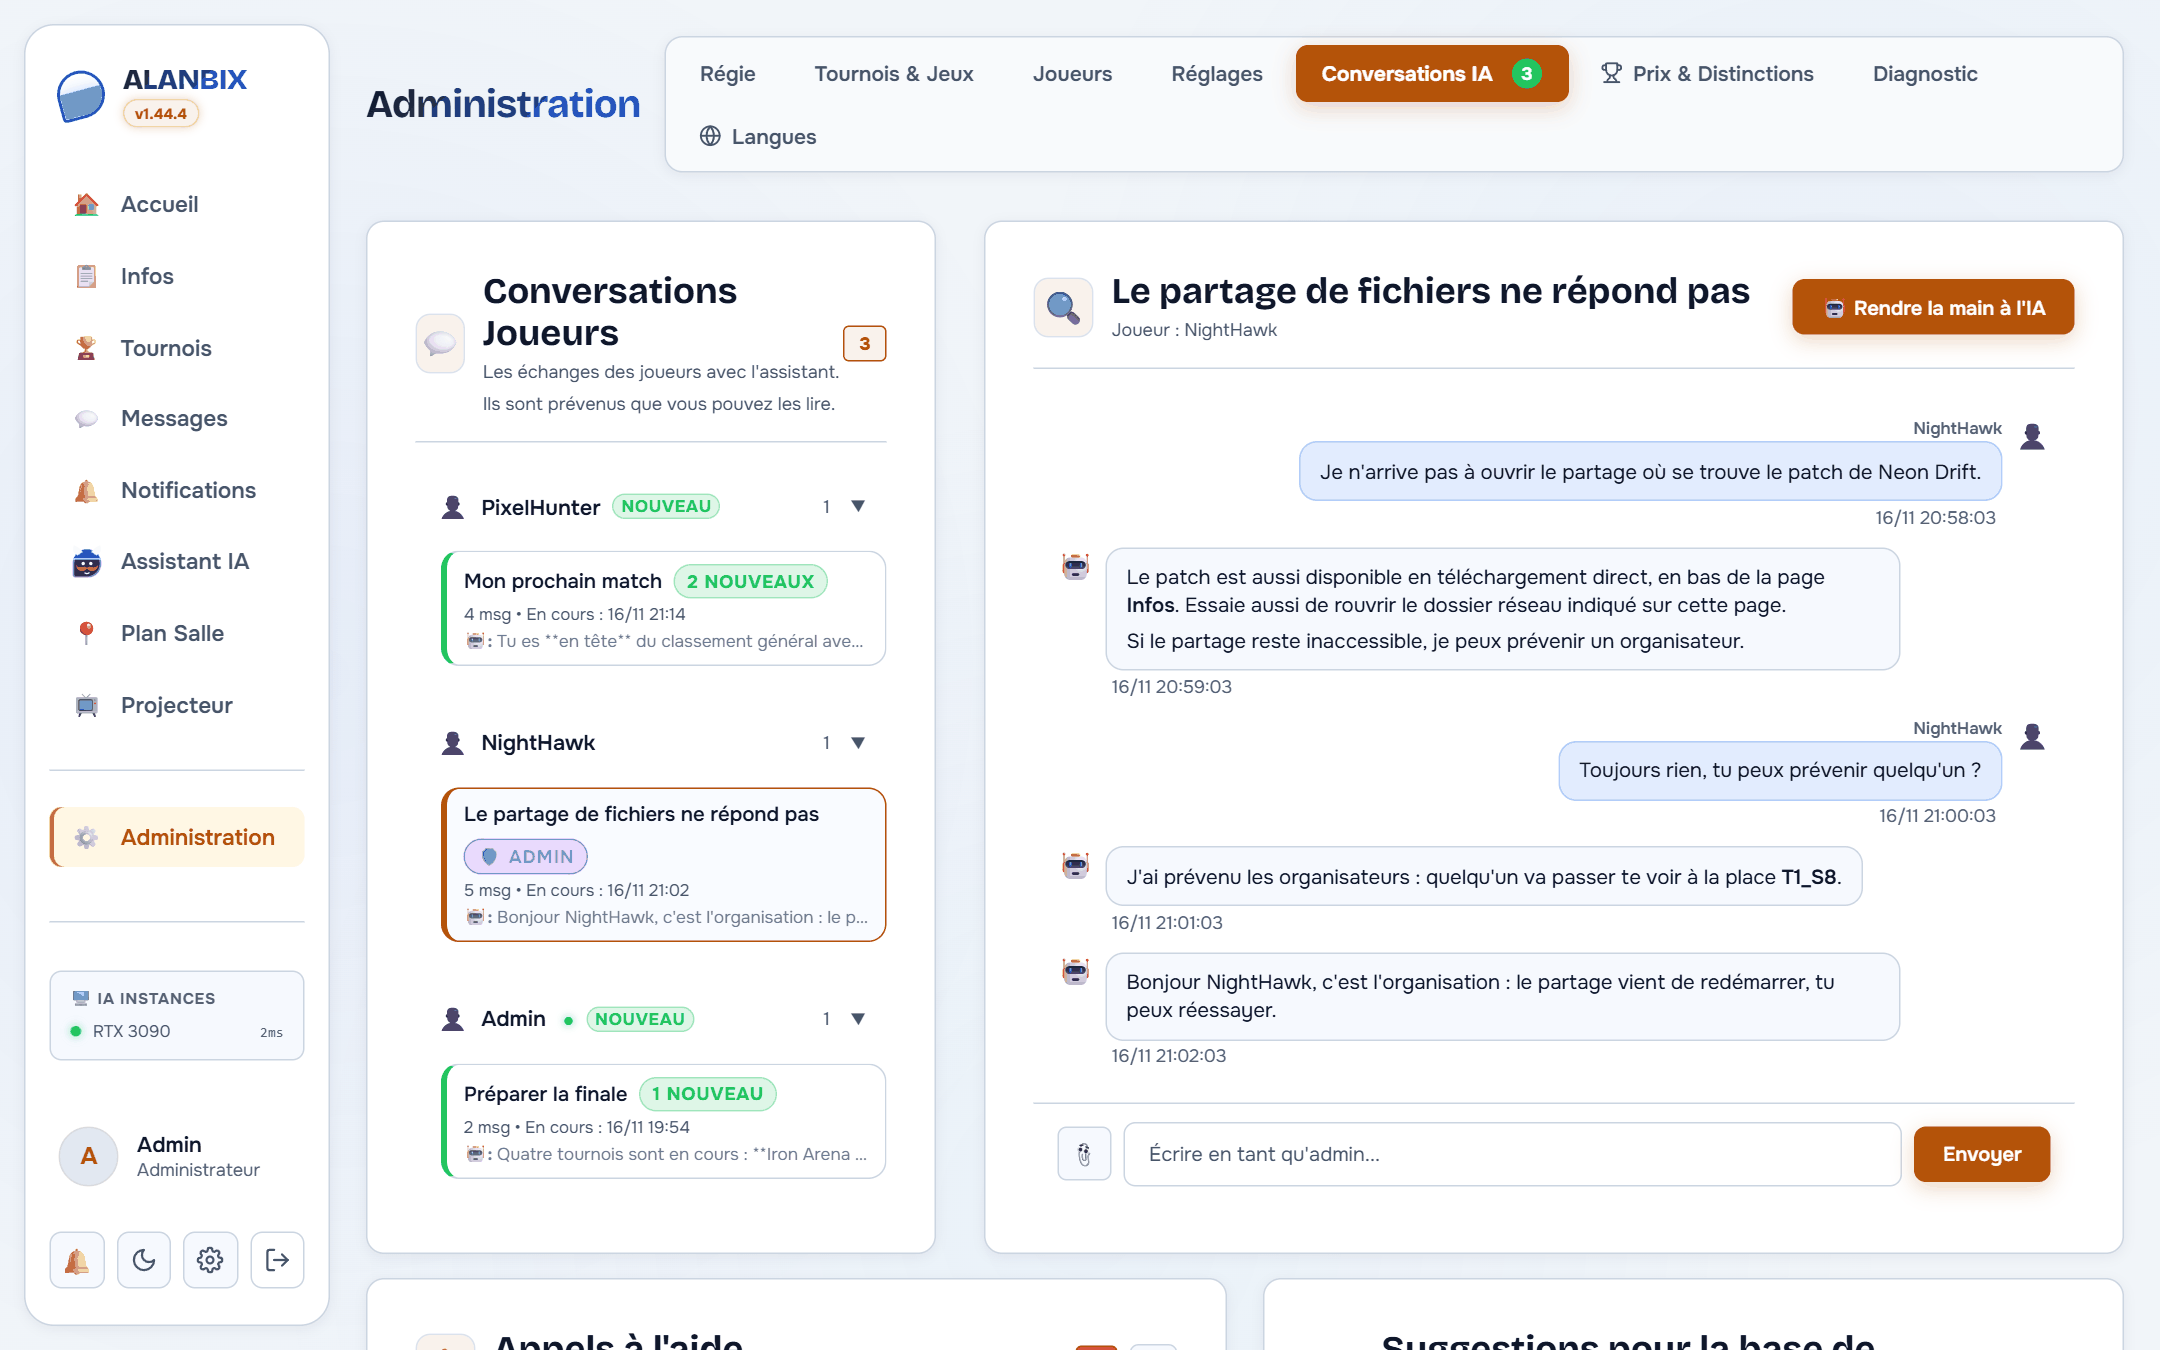 ALANBIX
v1.44.4
Accueil
Infos
Tournois
Messages
Notifications
Assistant IA
Plan Salle
Projecteur
Administration
IA INSTANCES
RTX 3090
2ms
A
Admin
Administrateur
Administration
Régie
Tournois & Jeux
Joueurs
Réglages
Conversations IA
3
Prix & Distinctions
Diagnostic
Langues
Conversations
Joueurs
Les échanges des joueurs avec l'assistant.
Ils sont prévenus que vous pouvez les lire.
3
PixelHunter
NOUVEAU
1
Mon prochain match
2 NOUVEAUX
4 msg • En cours : 16/11 21:14
: Tu es **en tête** du classement général ave...
NightHawk
1
Le partage de fichiers ne répond pas
ADMIN
5 msg • En cours : 16/11 21:02
: Bonjour NightHawk, c'est l'organisation : le p...
Admin
NOUVEAU
1
Préparer la finale
1 NOUVEAU
2 msg • En cours : 16/11 19:54
: Quatre tournois sont en cours : **Iron Arena ...
Le partage de fichiers ne répond pas
Joueur : NightHawk
Rendre la main à l'IA
NightHawk
Je n'arrive pas à ouvrir le partage où se trouve le patch de Neon Drift.
16/11 20:58:03
Le patch est aussi disponible en téléchargement direct, en bas de la page
Infos. Essaie aussi de rouvrir le dossier réseau indiqué sur cette page.
Si le partage reste inaccessible, je peux prévenir un organisateur.
16/11 20:59:03
NightHawk
Toujours rien, tu peux prévenir quelqu'un ?
16/11 21:00:03
J'ai prévenu les organisateurs : quelqu'un va passer te voir à la place T1_S8.
16/11 21:01:03
Bonjour NightHawk, c'est l'organisation : le partage vient de redémarrer, tu
peux réessayer.
16/11 21:02:03
Écrire en tant qu'admin...
Envoyer
Appels à l'aide
Suggestions pour la base de